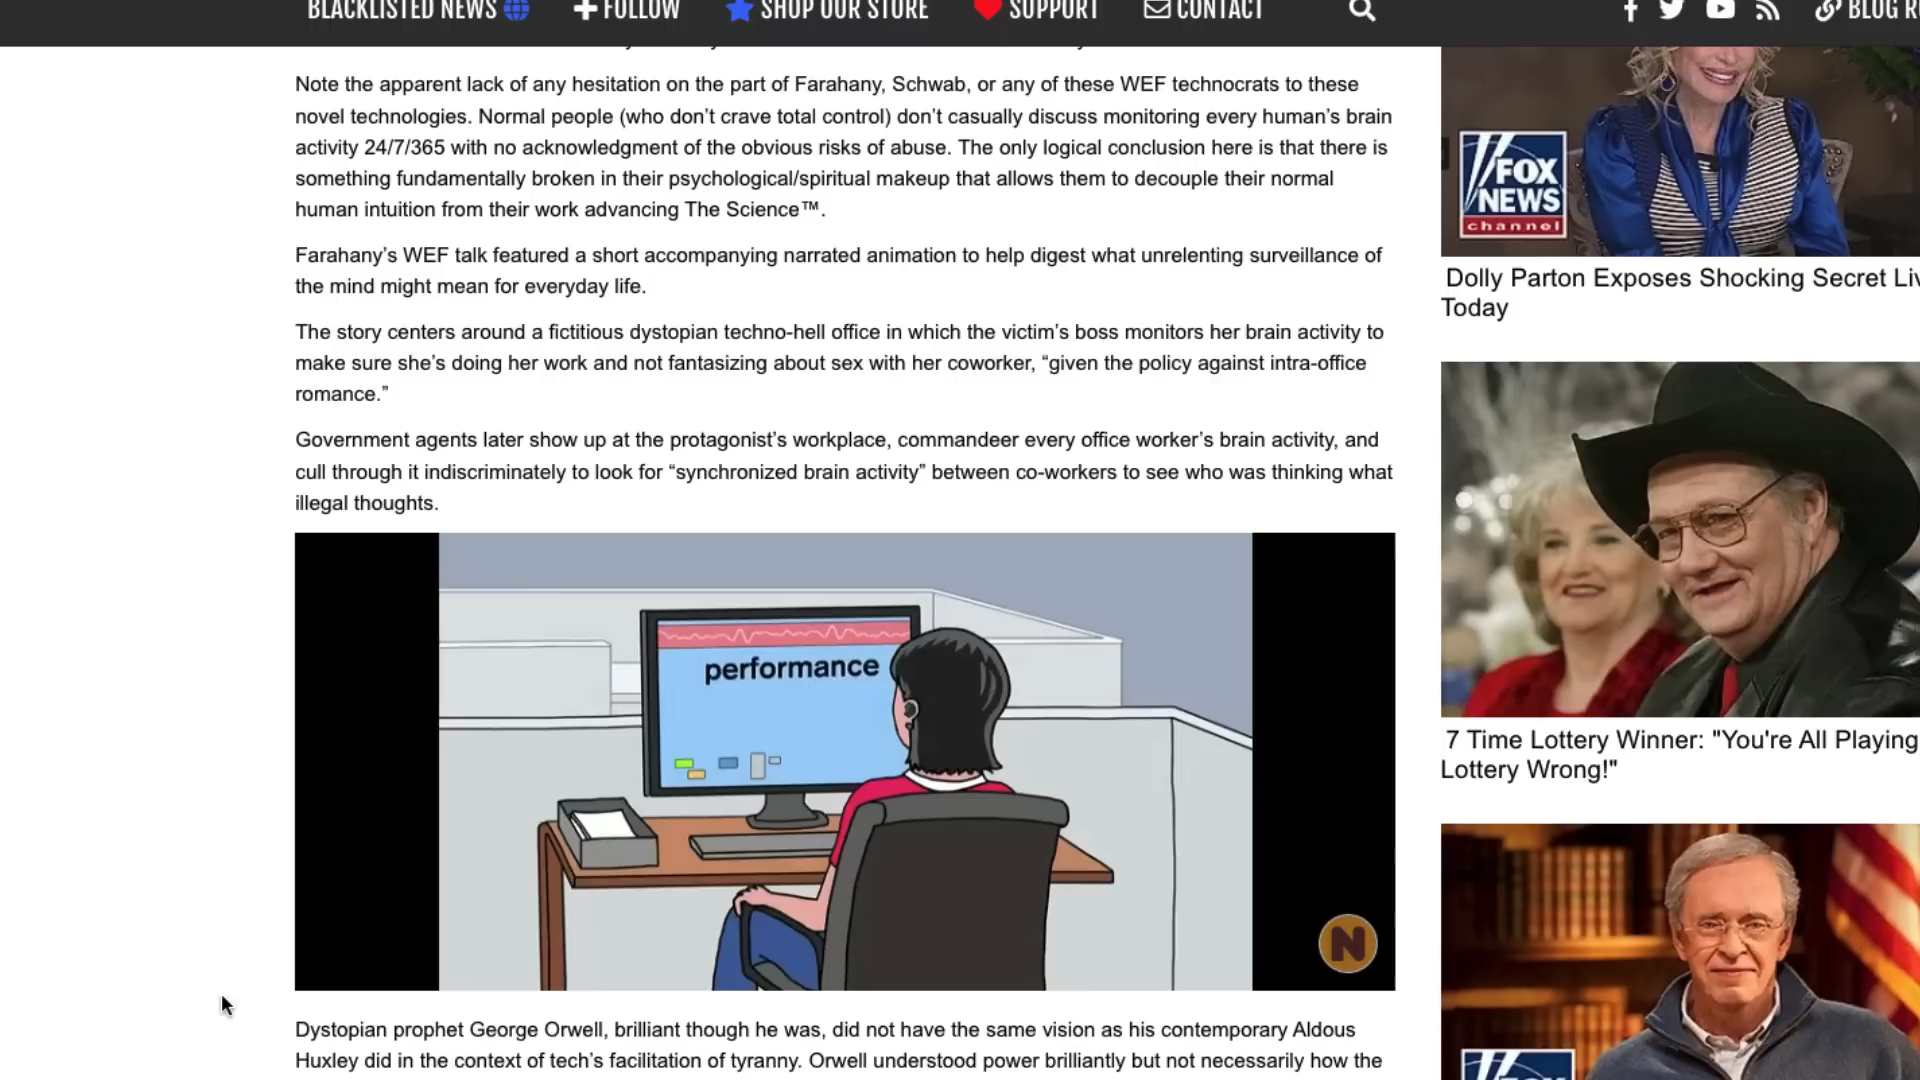 BLACKLISTED NEWS FOLLOW SHOP OUR STORE SUPPORT CONTACT BLOG
Note the apparent lack of any hesitation on the part of Farahany, Schwab, or any of these WEF technocrats to these
novel technologies. Normal people (who don’t crave total control) don’t casually discuss monitoring every human’s brain
activity 24/7/365 with no acknowledgment of the obvious risks of abuse. The only logical conclusion here is that there is
something fundamentally broken in their psychological/spiritual makeup that allows them to decouple their normal
human intuition from their work advancing The Science™.
Farahany’s WEF talk featured a short accompanying narrated animation to help digest what unrelenting surveillance of
the mind might mean for everyday life.
The story centers around a fictitious dystopian techno-hell office in which the victim’s boss monitors her brain activity to
make sure she’s doing her work and not fantasizing about sex with her coworker, “given the policy against intra-office
romance.”
Government agents later show up at the protagonist’s workplace, commandeer every office worker’s brain activity, and
cull through it indiscriminately to look for “synchronized brain activity” between co-workers to see who was thinking what
illegal thoughts.
performance
N
Dystopian prophet George Orwell, brilliant though he was, did not have the same vision as his contemporary Aldous
Huxley did in the context of tech’s facilitation of tyranny. Orwell understood power brilliantly but not necessarily how the
FOX
NEWS
channel
Dolly Parton Exposes Shocking Secret
Today
7 Time Lottery Winner: "You're All Playing
Lottery Wrong!"
FOX